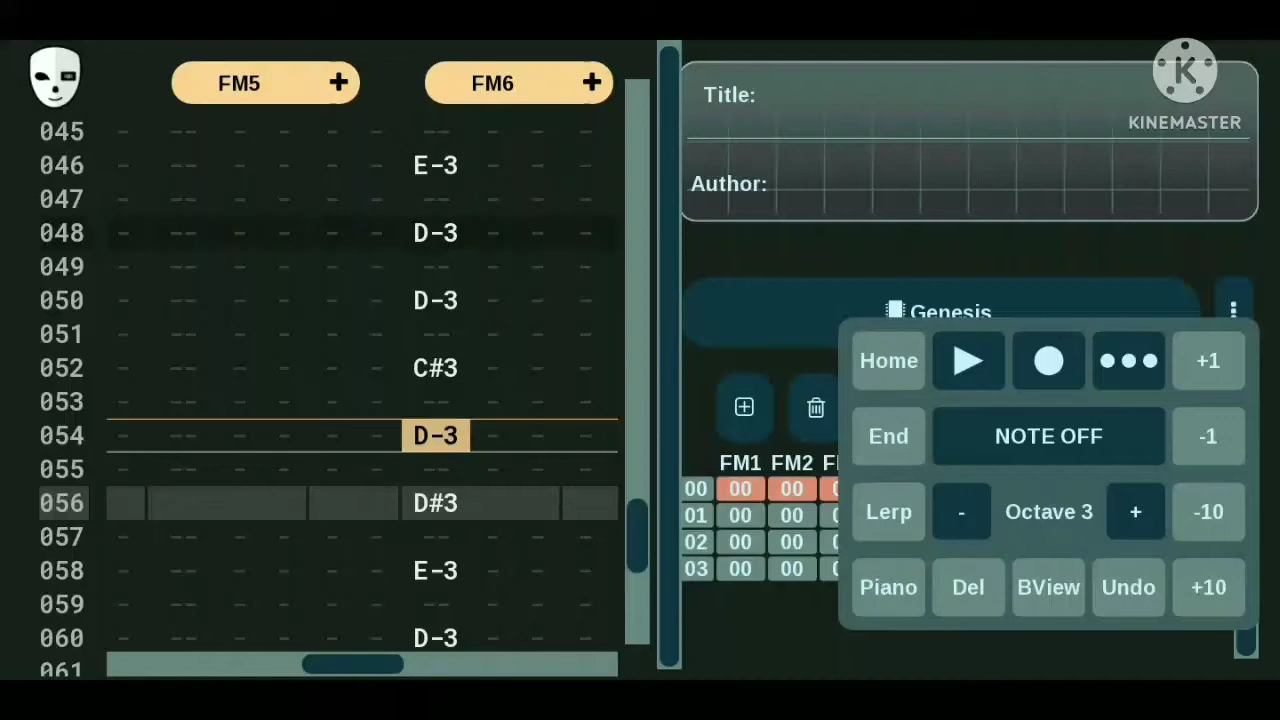 FM5 + FM6 +
045 - -- - - - -- - -
046 - -- - - - E-3 - -
047 - -- - - - -- - -
048 - -- - - - D-3 - -
049 - -- - - - -- - -
050 - -- - - - D-3 - -
051 - -- - - - -- - -
052 - -- - - - C#3 - -
053 - -- - - - -- - -
054 - -- - - - D-3 - -
055 - -- - - - -- - -
056 D#3
057 - -- - - - -- - -
058 - -- - - - E-3 - -
059 - -- - - - -- - -
060 - -- - - - D-3 - -
061
Title:
KINEMASTER
Author:
Genesis
FM1 FM2
00 00 00
01 00 00
02 00 00
03 00 00
Home +1
End NOTE OFF -1
Lerp - Octave 3 + -10
Piano Del BView Undo +10